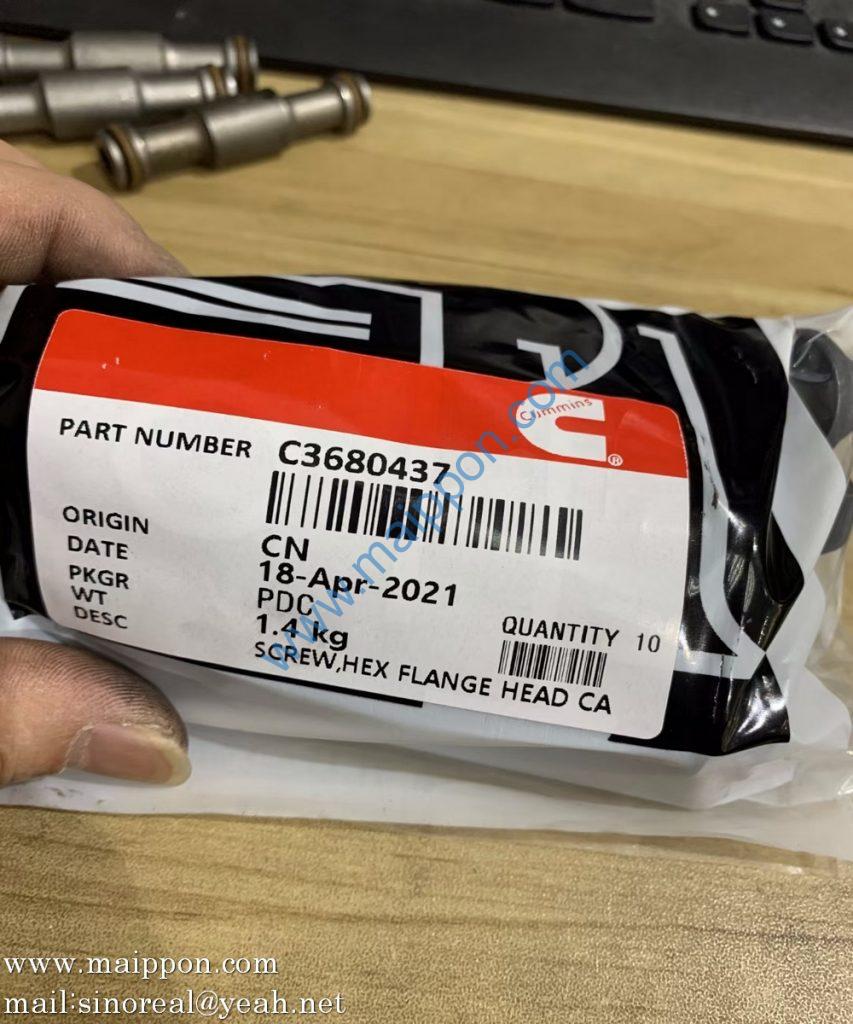 Cummins
®
PART NUMBER C3680437
ORIGIN CN
DATE 18-Apr-2021
PKGR PDC
WT 1.4 kg
QUANTITY 10
DESC SCREW,HEX FLANGE HEAD CA
www.maippon.com
www.maippon.com
mail:sinoreal@yeah.net